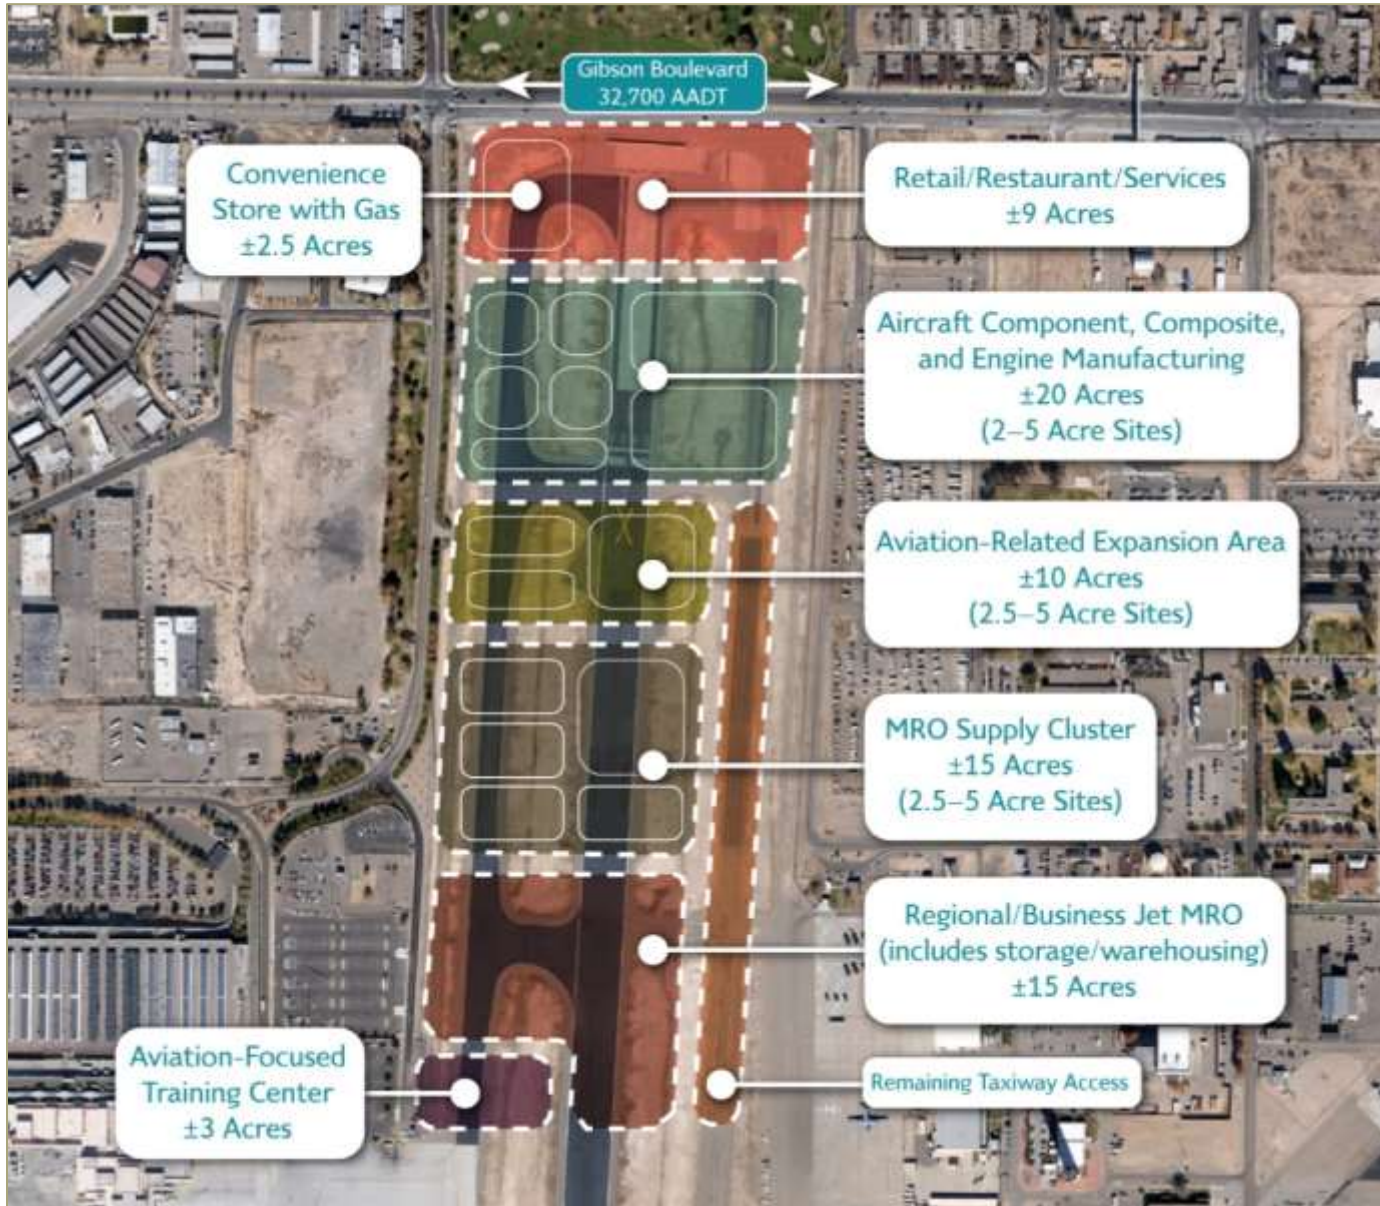 Gibson Boulevard
32,700 AADT
Convenience
Store with Gas
±2.5 Acres
Retail/Restaurant/Services
±9 Acres
Aircraft Component, Composite,
and Engine Manufacturing
±20 Acres
(2–5 Acre Sites)
Aviation-Related Expansion Area
±10 Acres
(2.5–5 Acre Sites)
MRO Supply Cluster
±15 Acres
(2.5–5 Acre Sites)
Regional/Business Jet MRO
(includes storage/warehousing)
±15 Acres
Aviation-Focused
Training Center
±3 Acres
Remaining Taxiway Access